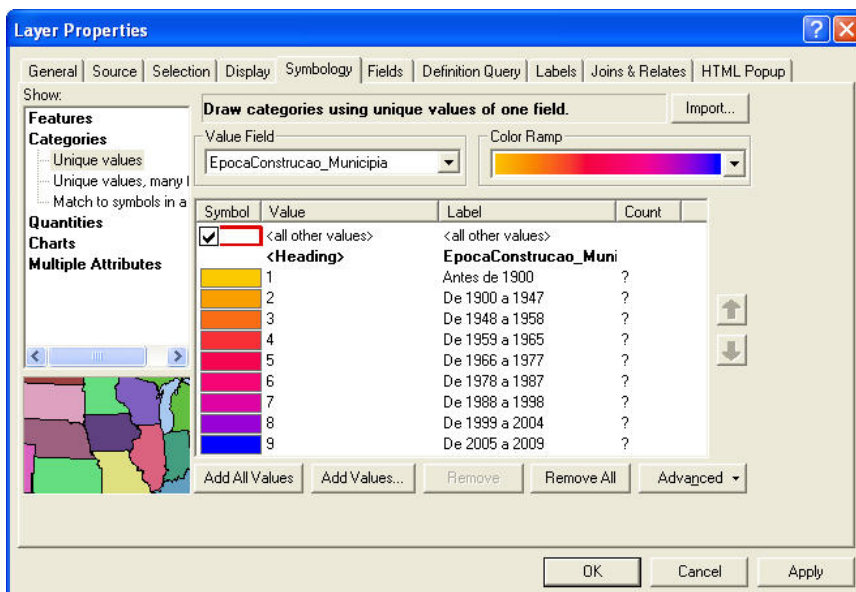 Layer Properties
General Source Selection Display Symbology Fields Definition Query Labels Joins & Relates HTML Popup
Show:
Features
Categories
Unique values
Unique values, many
Match to symbols in a
Quantities
Charts
Multiple Attributes
Draw categories using unique values of one field.
Import...
Value Field
EpocaConstrucao_Municipia
Color Ramp
Symbol Value Label Count
<all other values> <all other values>
<Heading> EpocaConstrucao_Muni
1 Antes de 1900 ?
2 De 1900 a 1947 ?
3 De 1948 a 1958 ?
4 De 1959 a 1965 ?
5 De 1966 a 1977 ?
6 De 1978 a 1987 ?
7 De 1988 a 1998 ?
8 De 1999 a 2004 ?
9 De 2005 a 2009 ?
Add All Values Add Values... Remove Remove All Advanced
OK Cancel Apply